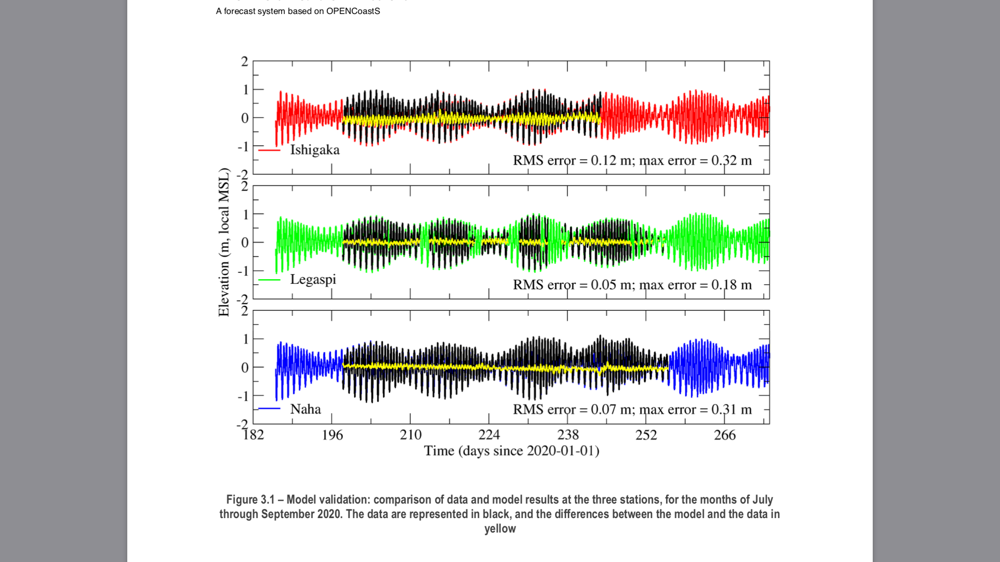 A forecast system based on OPENCoastS
2
1
0
-1
-2
Ishigaka
RMS error = 0.12 m; max error = 0.32 m
Elevation (m, local MSL)
2
1
0
-1
-2
Legaspi
RMS error = 0.05 m; max error = 0.18 m
2
1
0
-1
-2
Naha
RMS error = 0.07 m; max error = 0.31 m
182 196 210 224 238 252 266
Time (days since 2020-01-01)
Figure 3.1 – Model validation: comparison of data and model results at the three stations, for the months of July
through September 2020. The data are represented in black, and the differences between the model and the data in
yellow